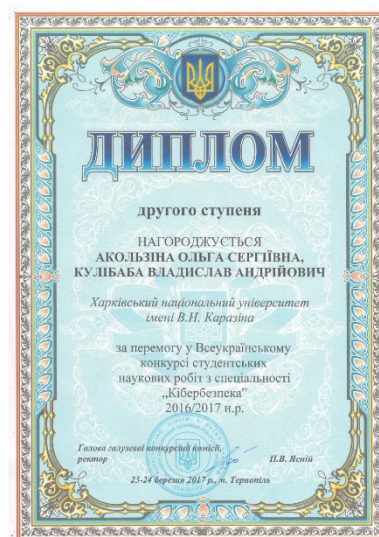 ДИПЛОМ
другого ступеня
НАГОРОДЖУЄТЬСЯ
АКОЛЬЗІНА ОЛЬГА СЕРГІЇВНА,
КУЛІБАБА ВЛАДИСЛАВ АНДРІЙОВИЧ
Харківський національний університет
імені В.Н. Каразіна
за перемогу у Всеукраїнському
конкурсі студентських
наукових робіт з спеціальності
„Кібербезпека”
2016/2017 н.р.
Голова галузевої конкурсної комісії,
ректор П.В. Ясній
23-24 березня 2017 р., м. Тернопіль